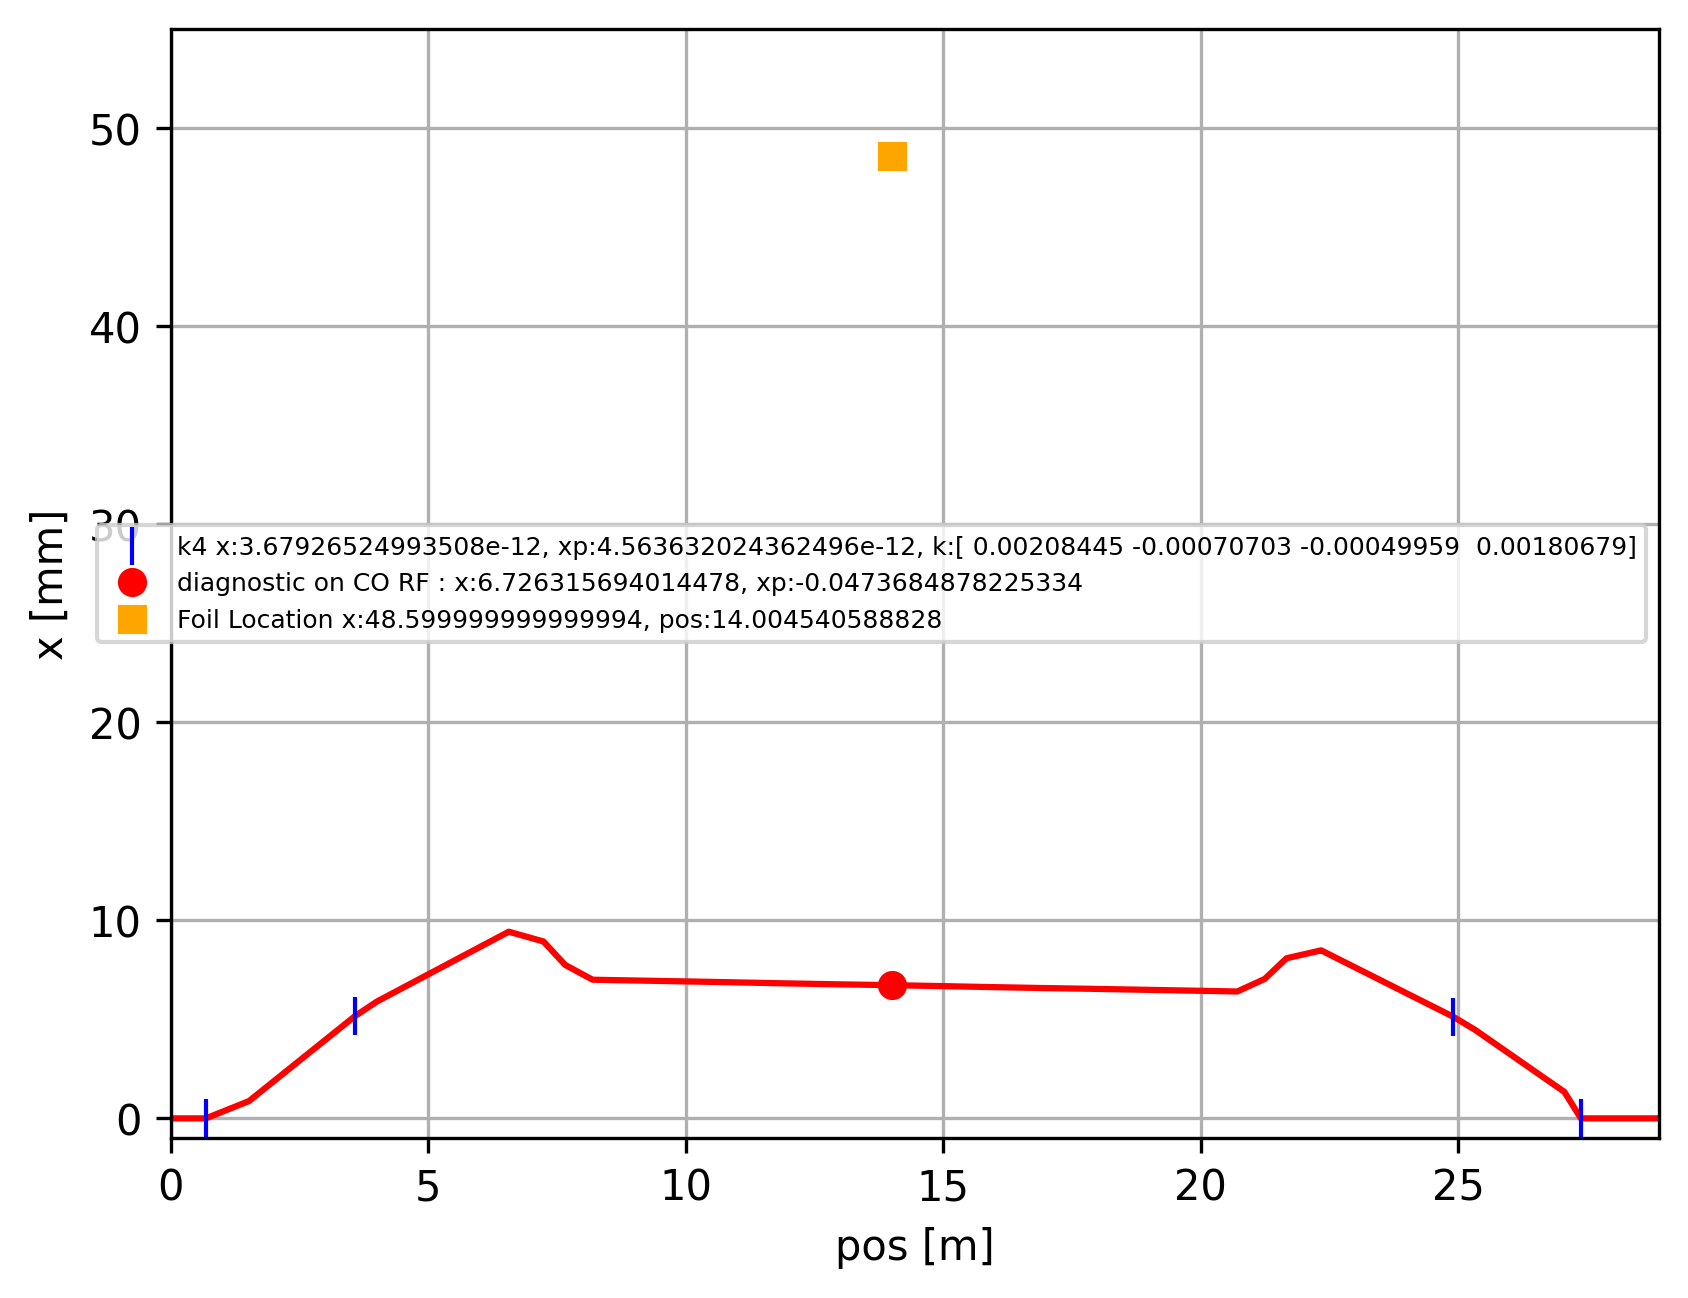 50
40
30
20
10
0
x [mm]
k4 x:3.67926524993508e-12, xp:4.563632024362496e-12, k:[ 0.00208445 -0.00070703 -0.00049959  0.00180679]
diagnostic on CO RF : x:6.726315694014478, xp:-0.0473684878225334
Foil Location x:48.599999999999994, pos:14.004540588828
0 5 10 15 20 25
pos [m]